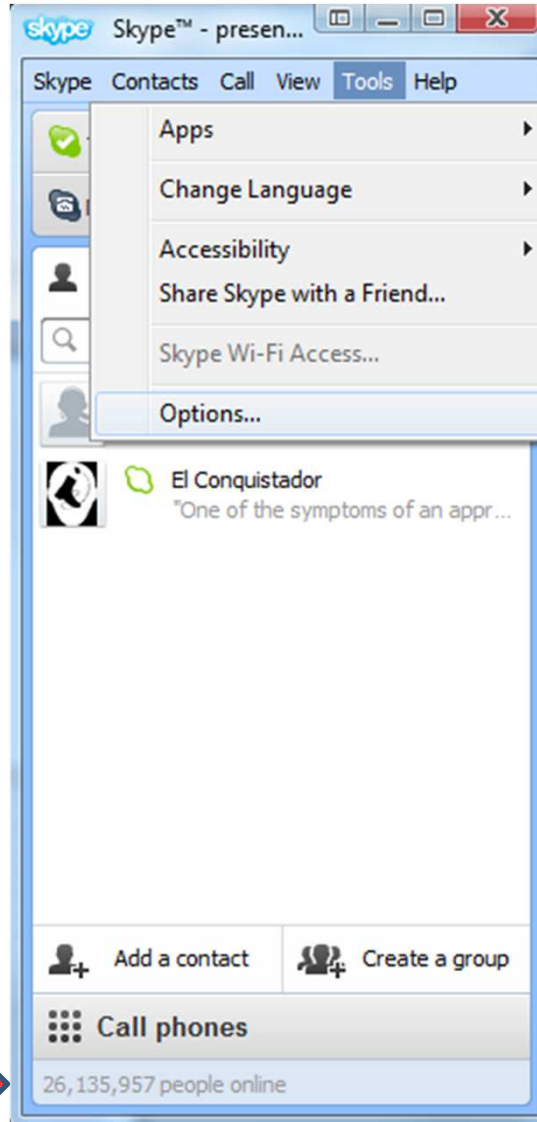 skype Skype™ - presen...
Skype Contacts Call View Tools Help
Apps
Change Language
Accessibility
Share Skype with a Friend...
Skype Wi-Fi Access...
Options...
El Conquistador
"One of the symptoms of an appr...
Add a contact Create a group
Call phones
26,135,957 people online